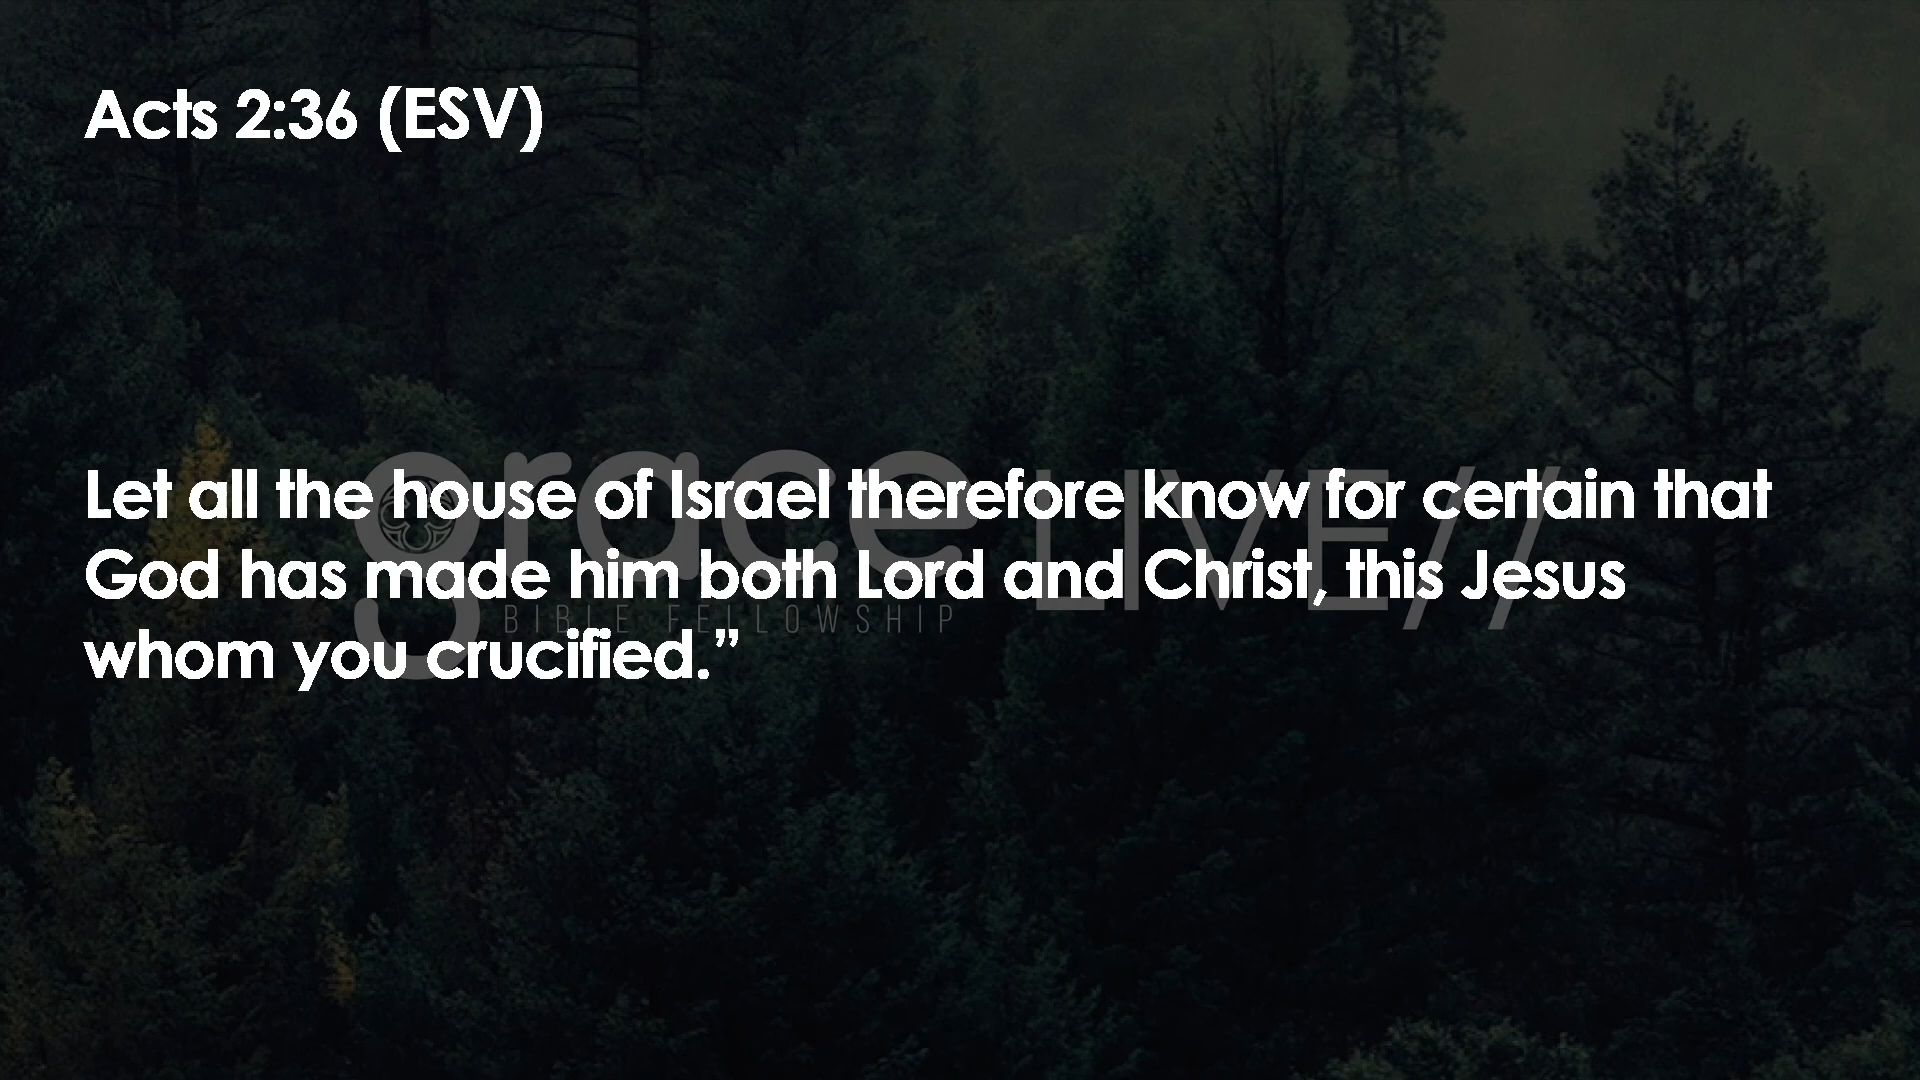 Acts 2:36 (ESV)
Let all the house of Israel therefore know for certain that
God has made him both Lord and Christ, this Jesus
whom you crucified.”
grace LIVE//
BIBLE FELLOWSHIP